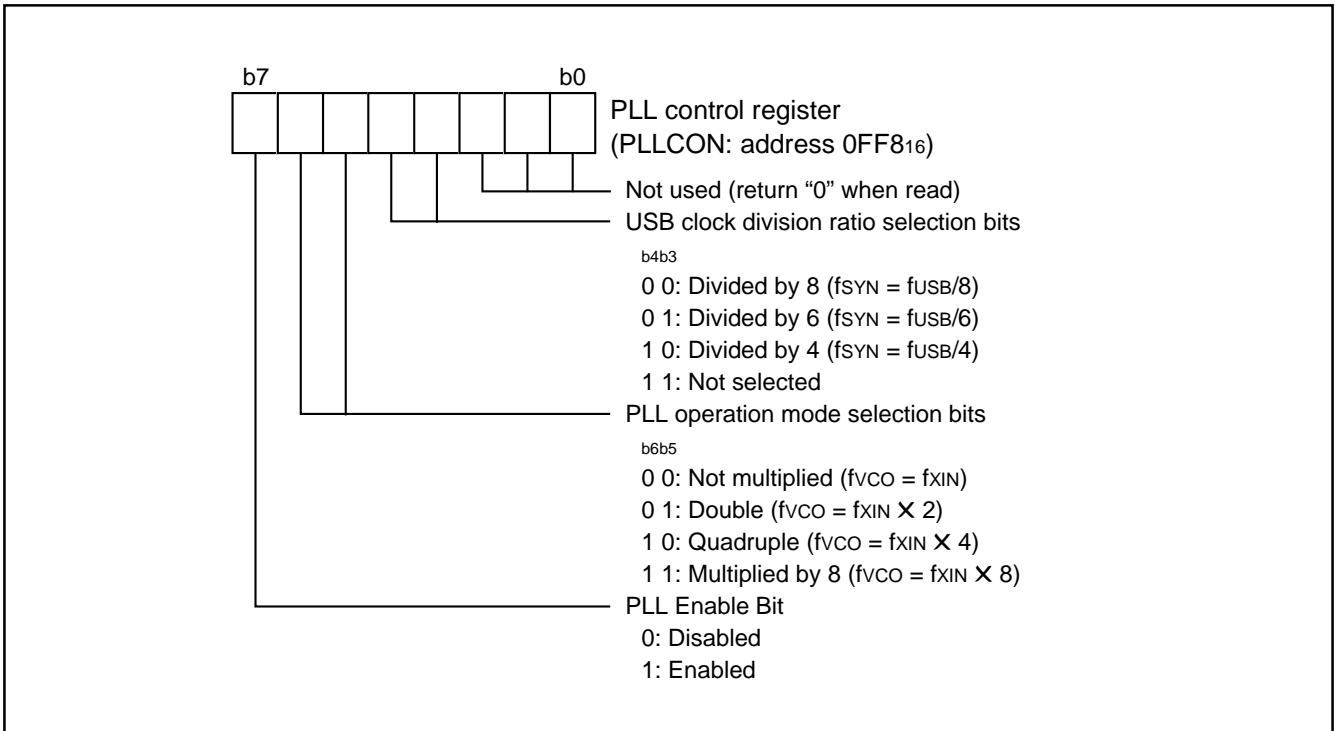 b7 b0
PLL control register
(PLLCON: address 0FF816)
Not used (return “0” when read)
USB clock division ratio selection bits
b4b3
0 0: Divided by 8 (fSYN = fUSB/8)
0 1: Divided by 6 (fSYN = fUSB/6)
1 0: Divided by 4 (fSYN = fUSB/4)
1 1: Not selected
PLL operation mode selection bits
b6b5
0 0: Not multiplied (fVCO = fXIN)
0 1: Double (fVCO = fXIN ✕ 2)
1 0: Quadruple (fVCO = fXIN ✕ 4)
1 1: Multiplied by 8 (fVCO = fXIN ✕ 8)
PLL Enable Bit
0: Disabled
1: Enabled